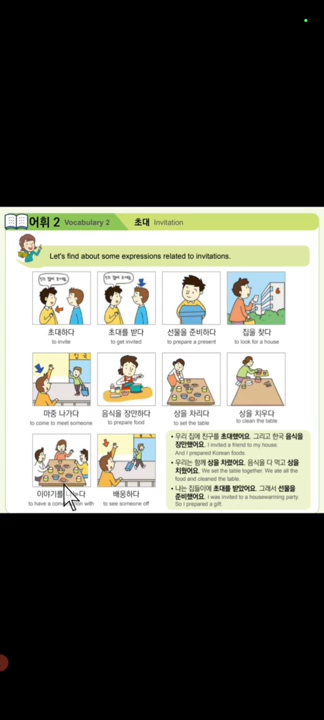 어휘 2 Vocabulary 2 초대 Invitation
Let's find about some expressions related to invitations.
초대하다
to invite
초대를 받다
to get invited
선물을 준비하다
to prepare a present
집을 찾다
to look for a house
마중 나가다
to come to meet someone
음식을 장만하다
to prepare food
상을 차리다
to set the table
상을 치우다
to clean the table
이야기를
to have a with
배웅하다
to see someone off
• 우리 집에 친구를 초대했어요. 그리고 한국 음식을
장만했어요. I invited a friend to my house.
And I prepared Korean foods.
• 우리는 함께 상을 차렸어요. 음식을 다 먹고 상을
치웠어요. We set the table together. We ate all the
food and cleaned the table.
• 나는 집들이에 초대를 받았어요. 그래서 선물을
준비했어요. I was invited to a housewarming party.
So I prepared a gift.